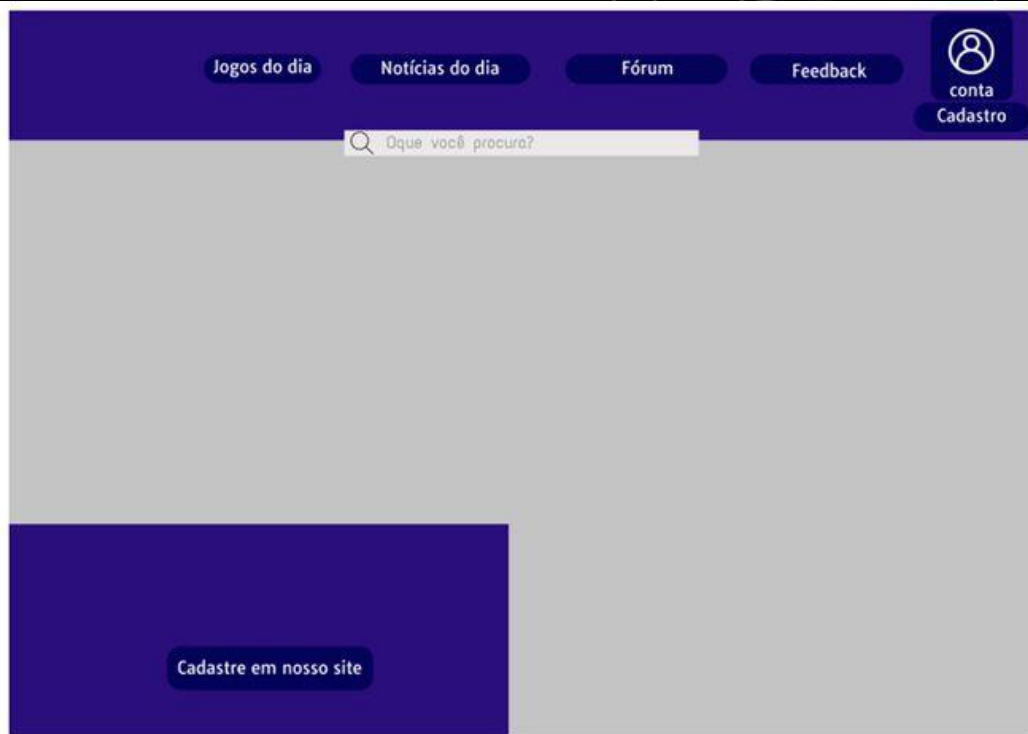 Jogos do dia
Notícias do dia
Fórum
Feedback
conta
Cadastro
Oque você procura?
Cadastre em nosso site